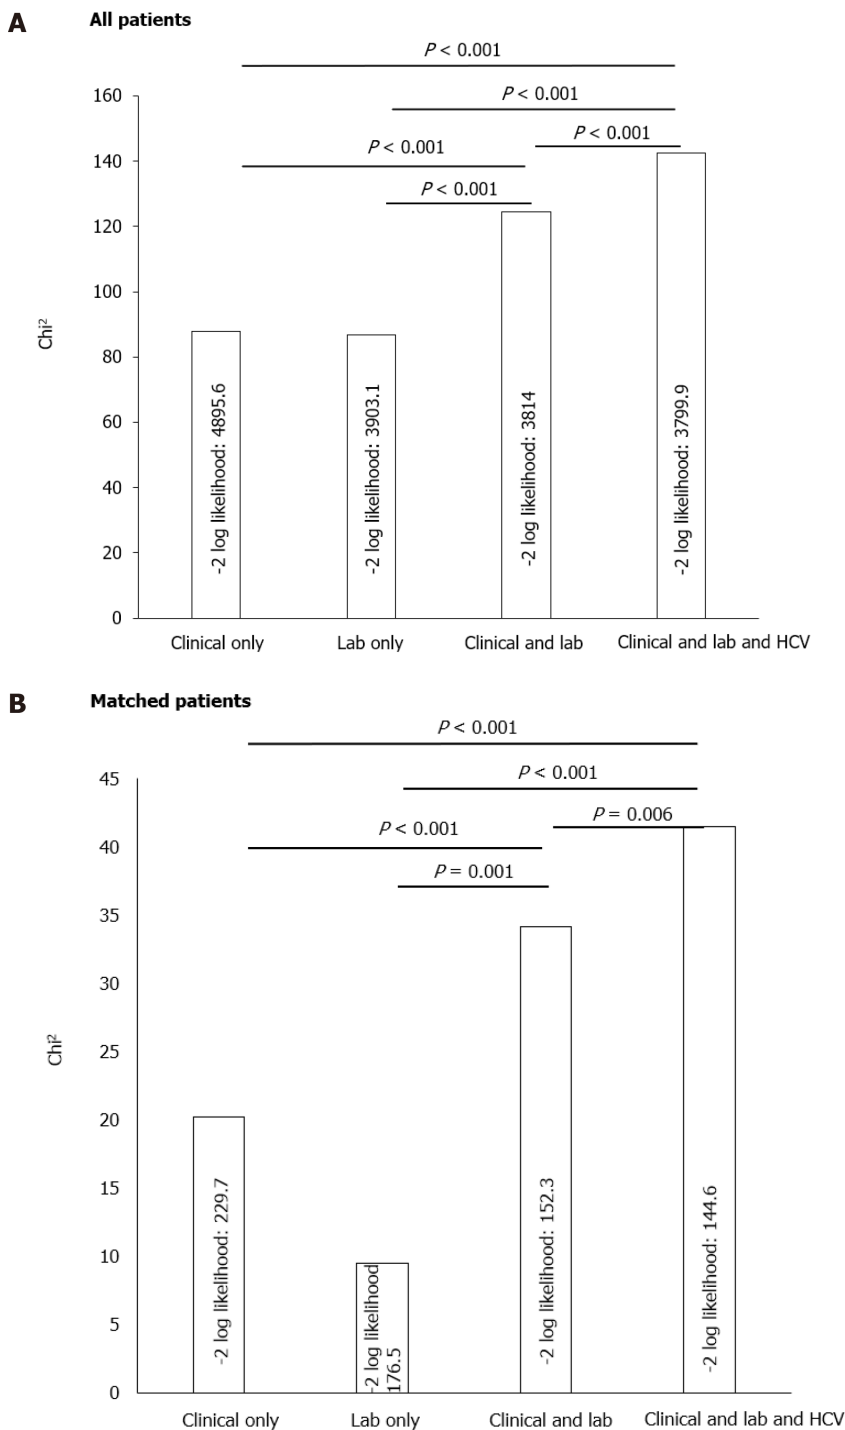 A
All patients
P < 0.001
P < 0.001
P < 0.001
P < 0.001
P < 0.001
160
140
120
100
80
60
40
20
0
Chi²
-2 log likelihood: 4895.6
-2 log likelihood: 3903.1
-2 log likelihood: 3814
-2 log likelihood: 3799.9
Clinical only
Lab only
Clinical and lab
Clinical and lab and HCV
B
Matched patients
P < 0.001
P < 0.001
P = 0.006
P < 0.001
P = 0.001
45
40
35
30
25
20
15
10
5
0
Chi²
-2 log likelihood: 229.7
-2 log likelihood
176.5
-2 log likelihood: 152.3
-2 log likelihood: 144.6
Clinical only
Lab only
Clinical and lab
Clinical and lab and HCV